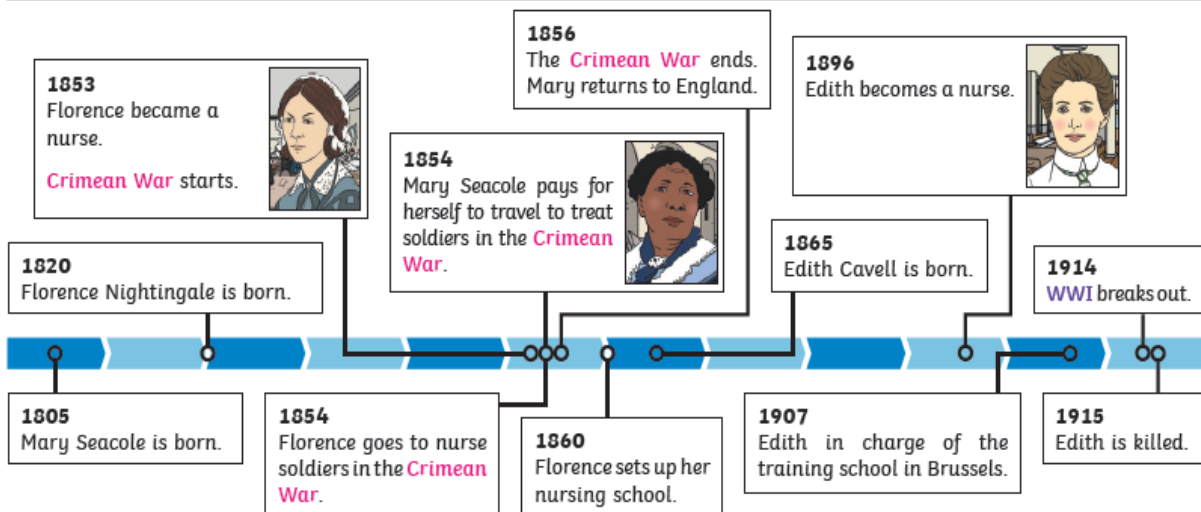 1853
Florence became a
nurse.
Crimean War starts.
1856
The Crimean War ends.
Mary returns to England.
1896
Edith becomes a nurse.
1854
Mary Seacole pays for
herself to travel to treat
soldiers in the Crimean
War.
1820
Florence Nightingale is born.
1865
Edith Cavell is born.
1914
WWI breaks out.
1805
Mary Seacole is born.
1854
Florence goes to nurse
soldiers in the Crimean
War.
1860
Florence sets up her
nursing school.
1907
Edith in charge of the
training school in Brussels.
1915
Edith is killed.